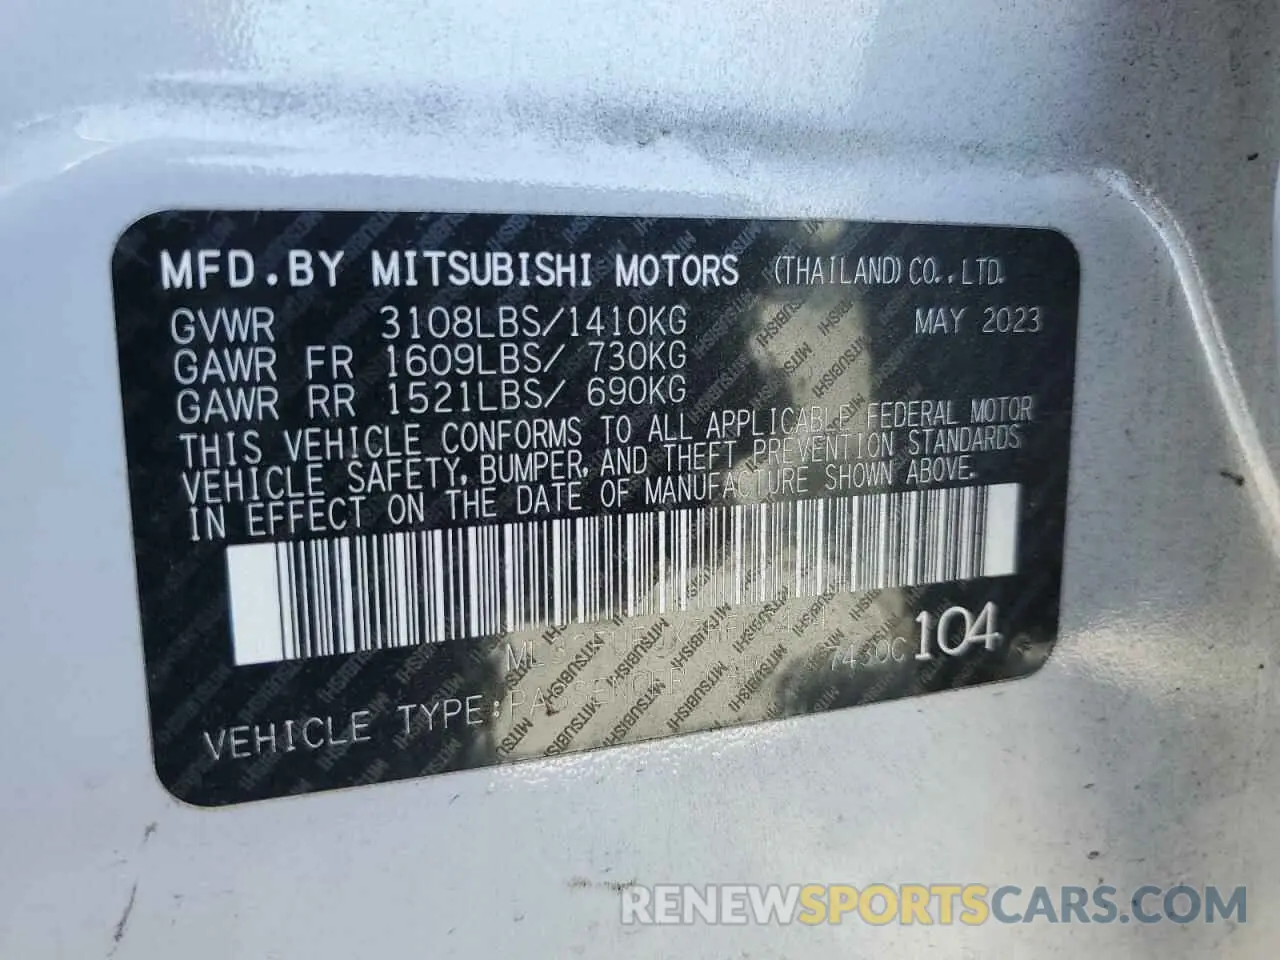 MFD.BY MITSUBISHI MOTORS (THAILAND) CO., LTD.
GVWR 3108LBS/1410KG MAY 2023
GAWR FR 1609LBS/ 730KG
GAWR RR 1521LBS/ 690KG
THIS VEHICLE CONFORMS TO ALL APPLICABLE FEDERAL MOTOR
VEHICLE SAFETY, BUMPER, AND THEFT PREVENTION STANDARDS
IN EFFECT ON THE DATE OF MANUFACTURE SHOWN ABOVE.
104
VEHICLE TYPE:PASSENGER
RENEWSPORTSCARS.COM